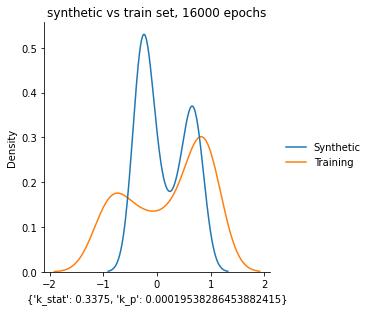 synthetic vs train set, 16000 epochs
0.5
0.4
0.3
0.2
0.1
0.0
Density
−2
−1
0
1
2
{'k_stat': 0.3375, 'k_p': 0.00019538286453882415}
Synthetic
Training